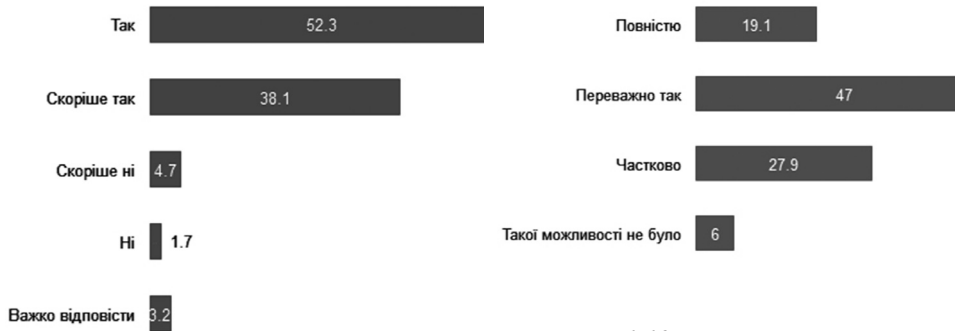 Так 52.3
Скоріше так 38.1
Скоріше ні 4.7
Ні 1.7
Важко відповісти 3.2
Повністю 19.1
Переважно так 47
Частково 27.9
Такої можливості не було 6